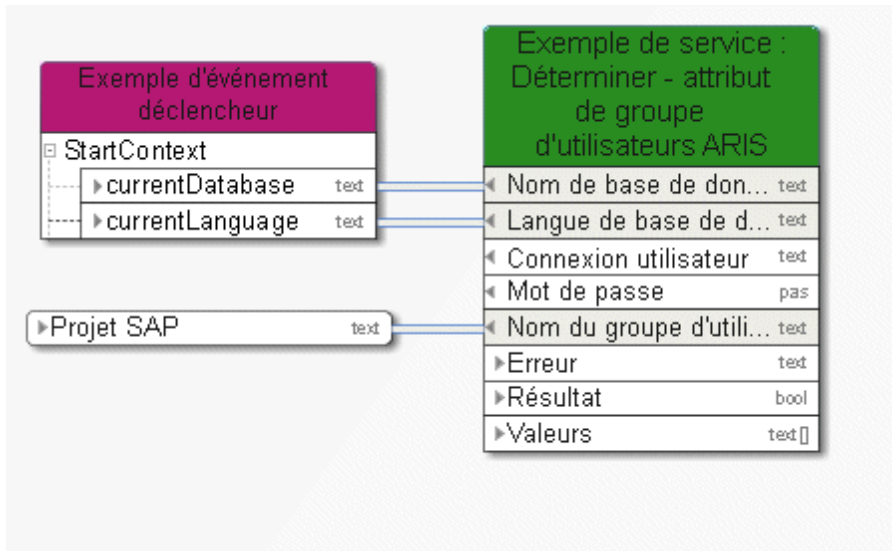 Exemple d'événement
déclencheur
StartContext
currentDatabase text
currentLanguage text
Projet SAP text
Exemple de service :
Déterminer - attribut
de groupe
d'utilisateurs ARIS
Nom de base de don... text
Langue de base de d... text
Connexion utilisateur text
Mot de passe pas
Nom du groupe d'utili... text
Erreur text
Résultat bool
Valeurs text[]